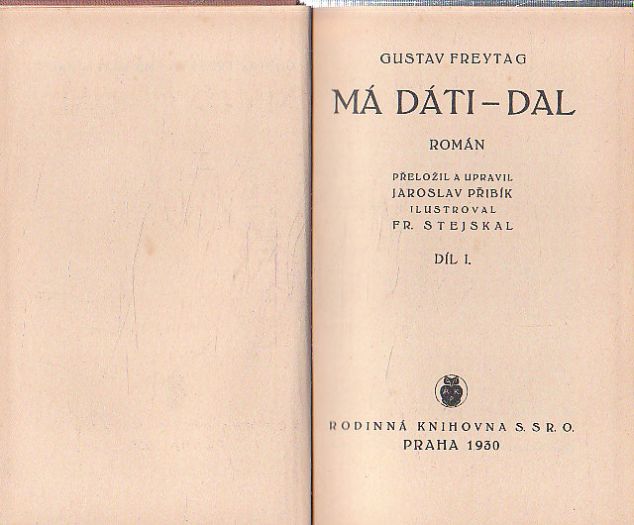 GUSTAV FREYTAG
MÁ DÁTI – DAL
ROMÁN
PŘELOŽIL A UPRAVIL
JAROSLAV PŘIBÍK
ILUSTROVAL
FR. STEJSKAL
DÍL I.
RODINNÁ KNIHOVNA S. S R. O.
PRAHA 1930